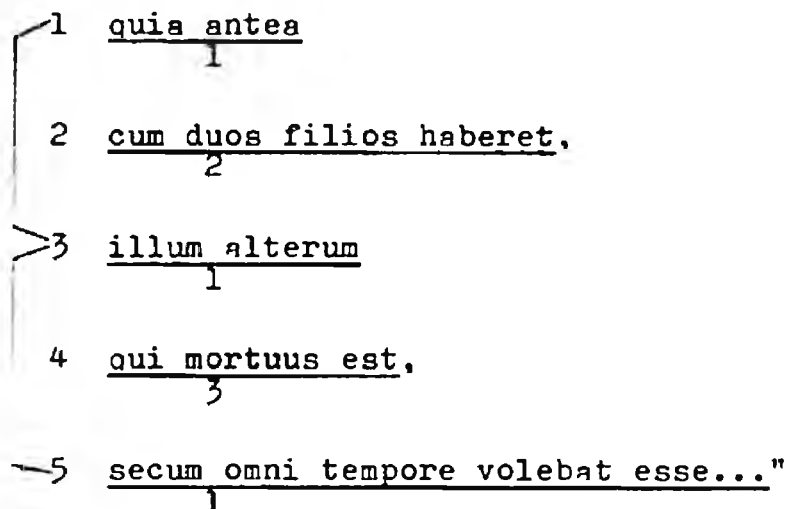 1 quia antea
1
2 cum duos filios haberet,
2
3 illum alterum
1
4 qui mortuus est,
3
5 secum omni tempore volebat esse..."
1